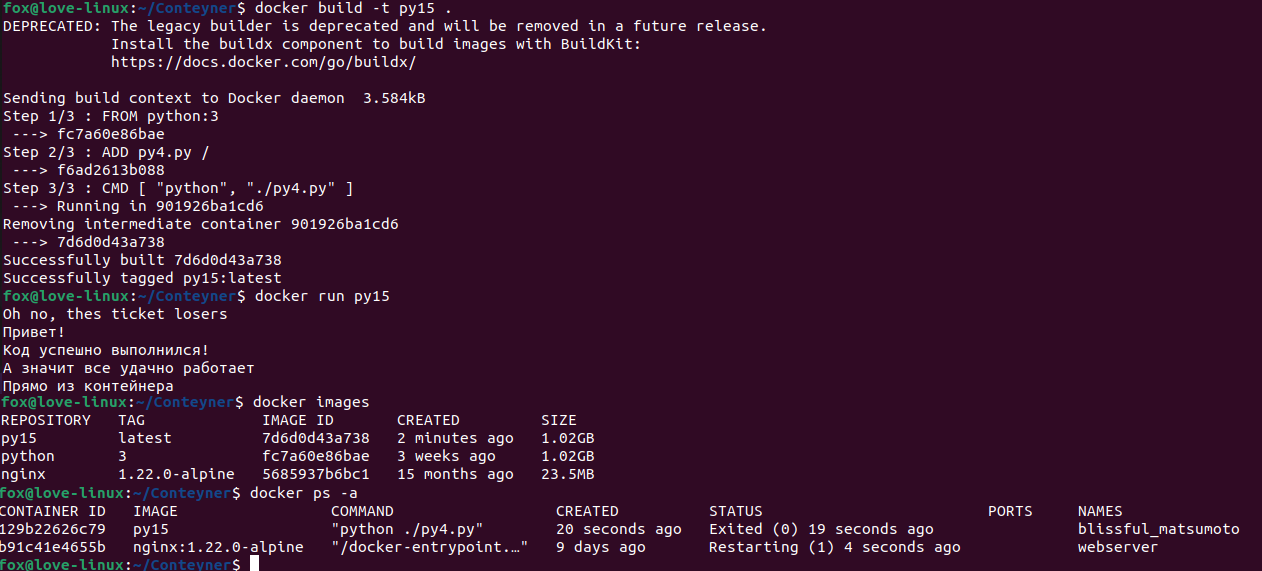 fox@love-linux:~/Conteyner$ docker build -t py15 .
DEPRECATED: The legacy builder is deprecated and will be removed in a future release.
            Install the buildx component to build images with BuildKit:
            https://docs.docker.com/go/buildx/

Sending build context to Docker daemon  3.584kB
Step 1/3 : FROM python:3
 ---> fc7a60e86bae
Step 2/3 : ADD py4.py /
 ---> f6ad2613b088
Step 3/3 : CMD [ "python", "./py4.py" ]
 ---> Running in 901926ba1cd6
Removing intermediate container 901926ba1cd6
 ---> 7d6d0d43a738
Successfully built 7d6d0d43a738
Successfully tagged py15:latest
fox@love-linux:~/Conteyner$ docker run py15
Oh no, thes ticket losers
Привет!
Код успешно выполнился!
А значит все удачно работает
Прямо из контейнера
fox@love-linux:~/Conteyner$ docker images
REPOSITORY   TAG             IMAGE ID       CREATED         SIZE
py15         latest          7d6d0d43a738   2 minutes ago   1.02GB
python       3               fc7a60e86bae   3 weeks ago     1.02GB
nginx        1.22.0-alpine   5685937b6bc1   15 months ago   23.5MB
fox@love-linux:~/Conteyner$ docker ps -a
CONTAINER ID   IMAGE                 COMMAND                  CREATED          STATUS                         PORTS     NAMES
129b22626c79   py15                  "python ./py4.py"        20 seconds ago   Exited (0) 19 seconds ago                blissful_matsumoto
b91c41e4655b   nginx:1.22.0-alpine   "/docker-entrypoint.…"   9 days ago       Restarting (1) 4 seconds ago             webserver
fox@love-linux:~/Conteyner$